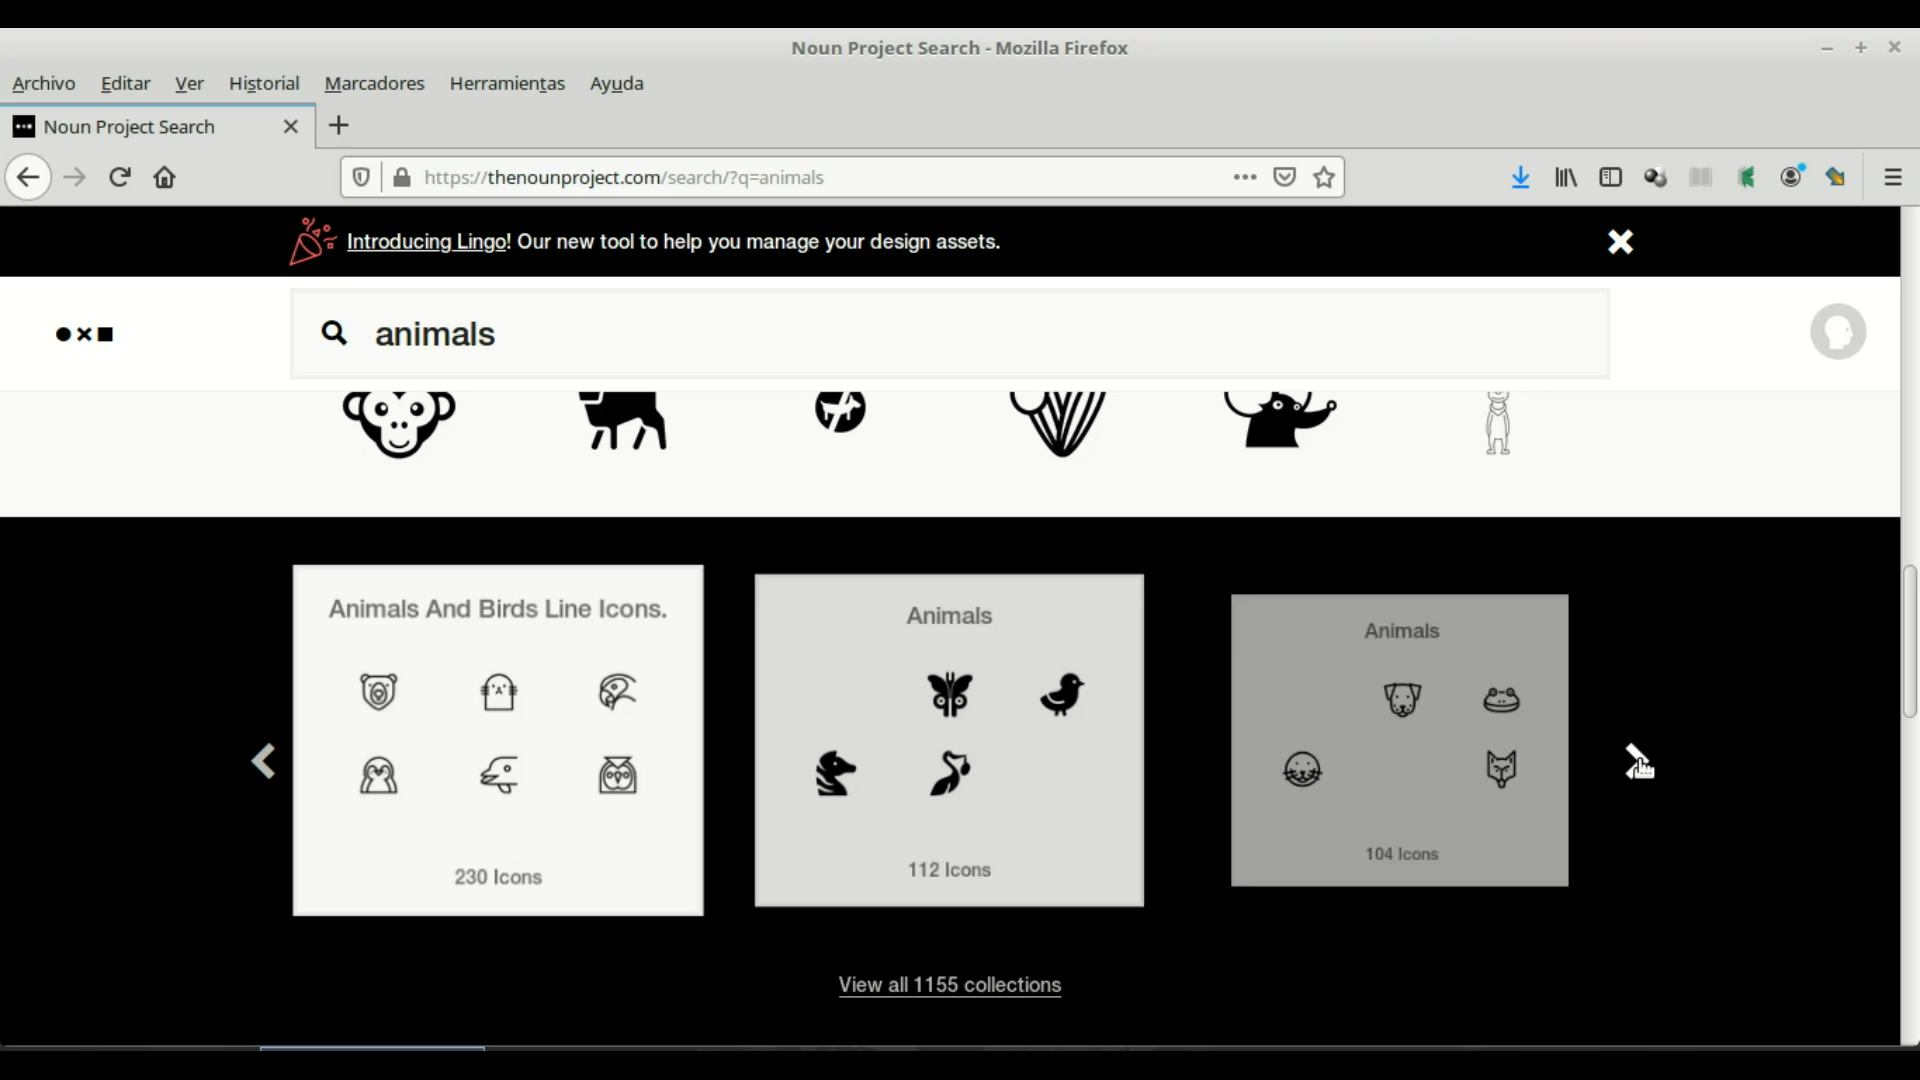 Noun Project Search - Mozilla Firefox
Archivo Editar Ver Historial Marcadores Herramientas Ayuda
Noun Project Search
https://thenounproject.com/search/?q=animals
Introducing Lingo! Our new tool to help you manage your design assets.
animals
Animals And Birds Line Icons.
230 Icons
Animals
112 Icons
Animals
104 Icons
View all 1155 collections